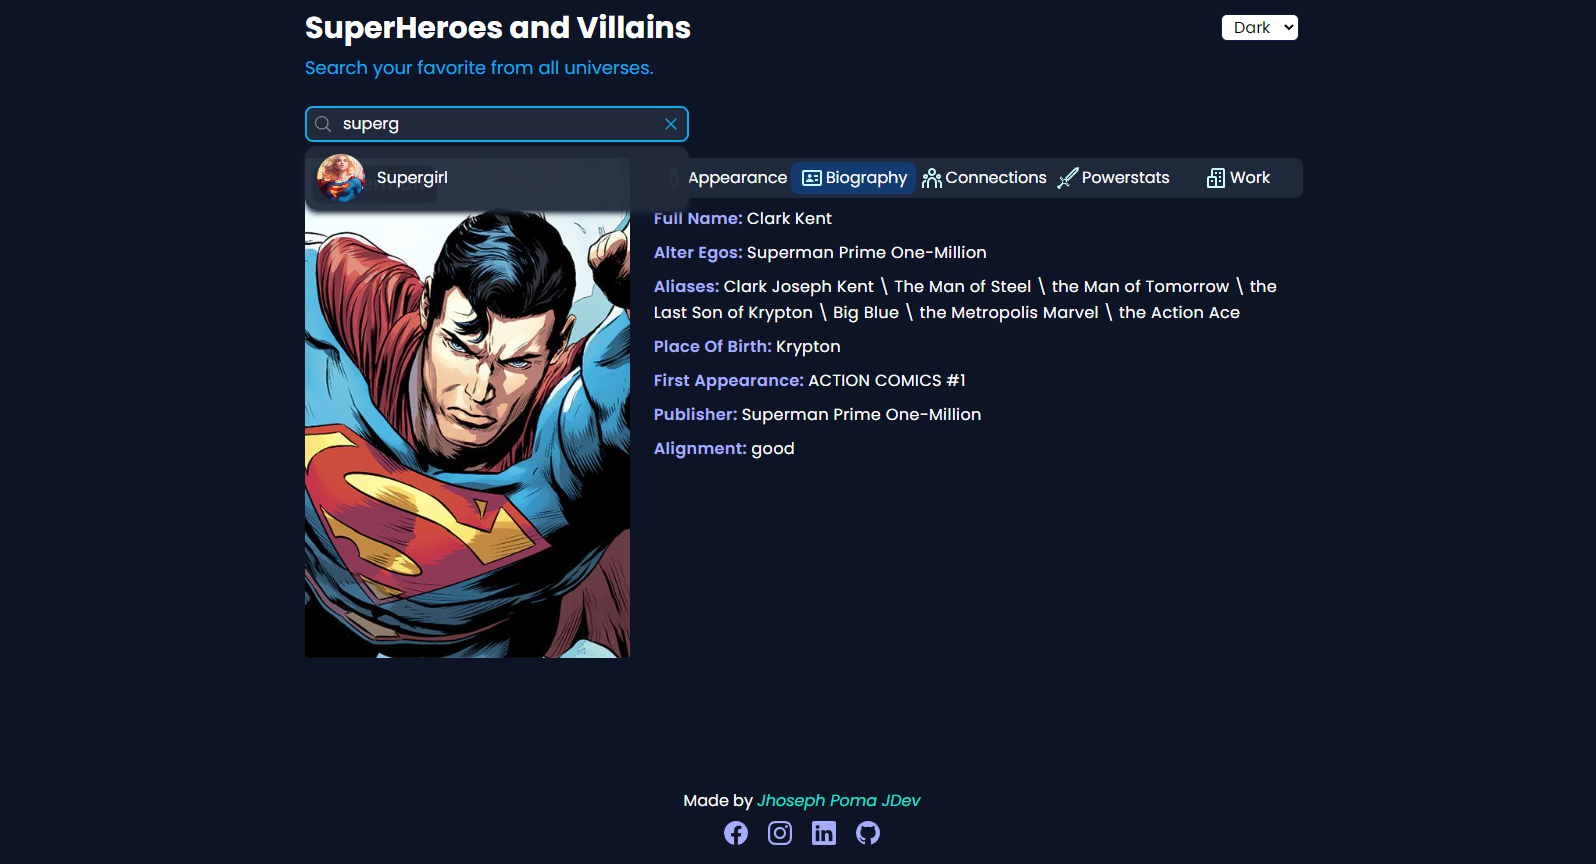 SuperHeroes and Villains
Dark
Search your favorite from all universes.
superg
Supergirl
Appearance Biography Connections Powerstats Work
Full Name: Clark Kent
Alter Egos: Superman Prime One-Million
Aliases: Clark Joseph Kent \ The Man of Steel \ the Man of Tomorrow \ the
Last Son of Krypton \ Big Blue \ the Metropolis Marvel \ the Action Ace
Place Of Birth: Krypton
First Appearance: ACTION COMICS #1
Publisher: Superman Prime One-Million
Alignment: good
Made by Jhoseph Poma JDev